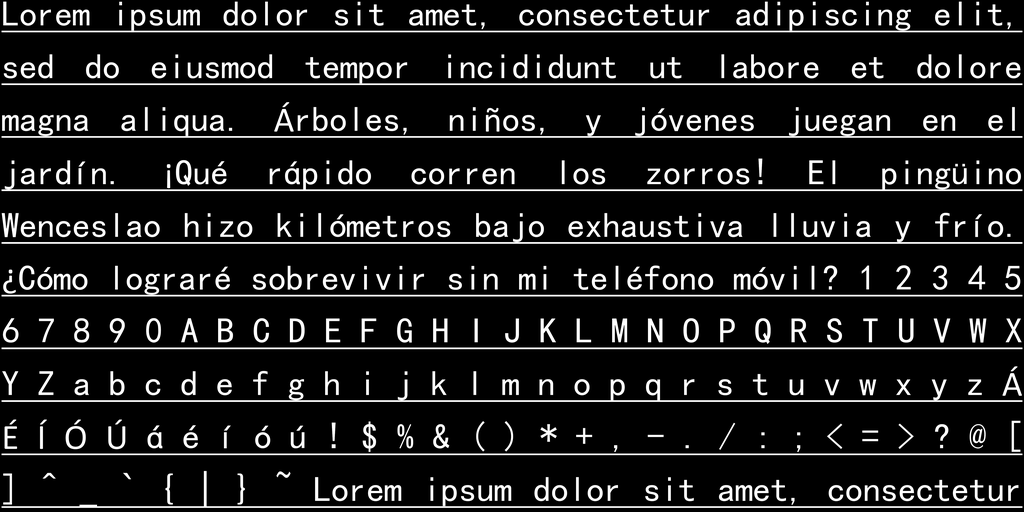 Lorem ipsum dolor sit amet, consectetur adipiscing elit,
sed do eiusmod tempor incididunt ut labore et dolore
magna aliqua. Árboles, niños, y jóvenes juegan en el
jardín. ¡Qué rápido corren los zorros! El pingüino
Wenceslao hizo kilómetros bajo exhaustiva lluvia y frío.
¿Cómo lograré sobrevivir sin mi teléfono móvil? 1 2 3 4 5
6 7 8 9 0 A B C D E F G H I J K L M N O P Q R S T U V W X
Y Z a b c d e f g h i j k l m n o p q r s t u v w x y z Á
É Í Ó Ú á é í ó ú ! $ % & ( ) * + , - . / : ; < = > ? @ [
] ^ _ ` { | } ~ Lorem ipsum dolor sit amet, consectetur